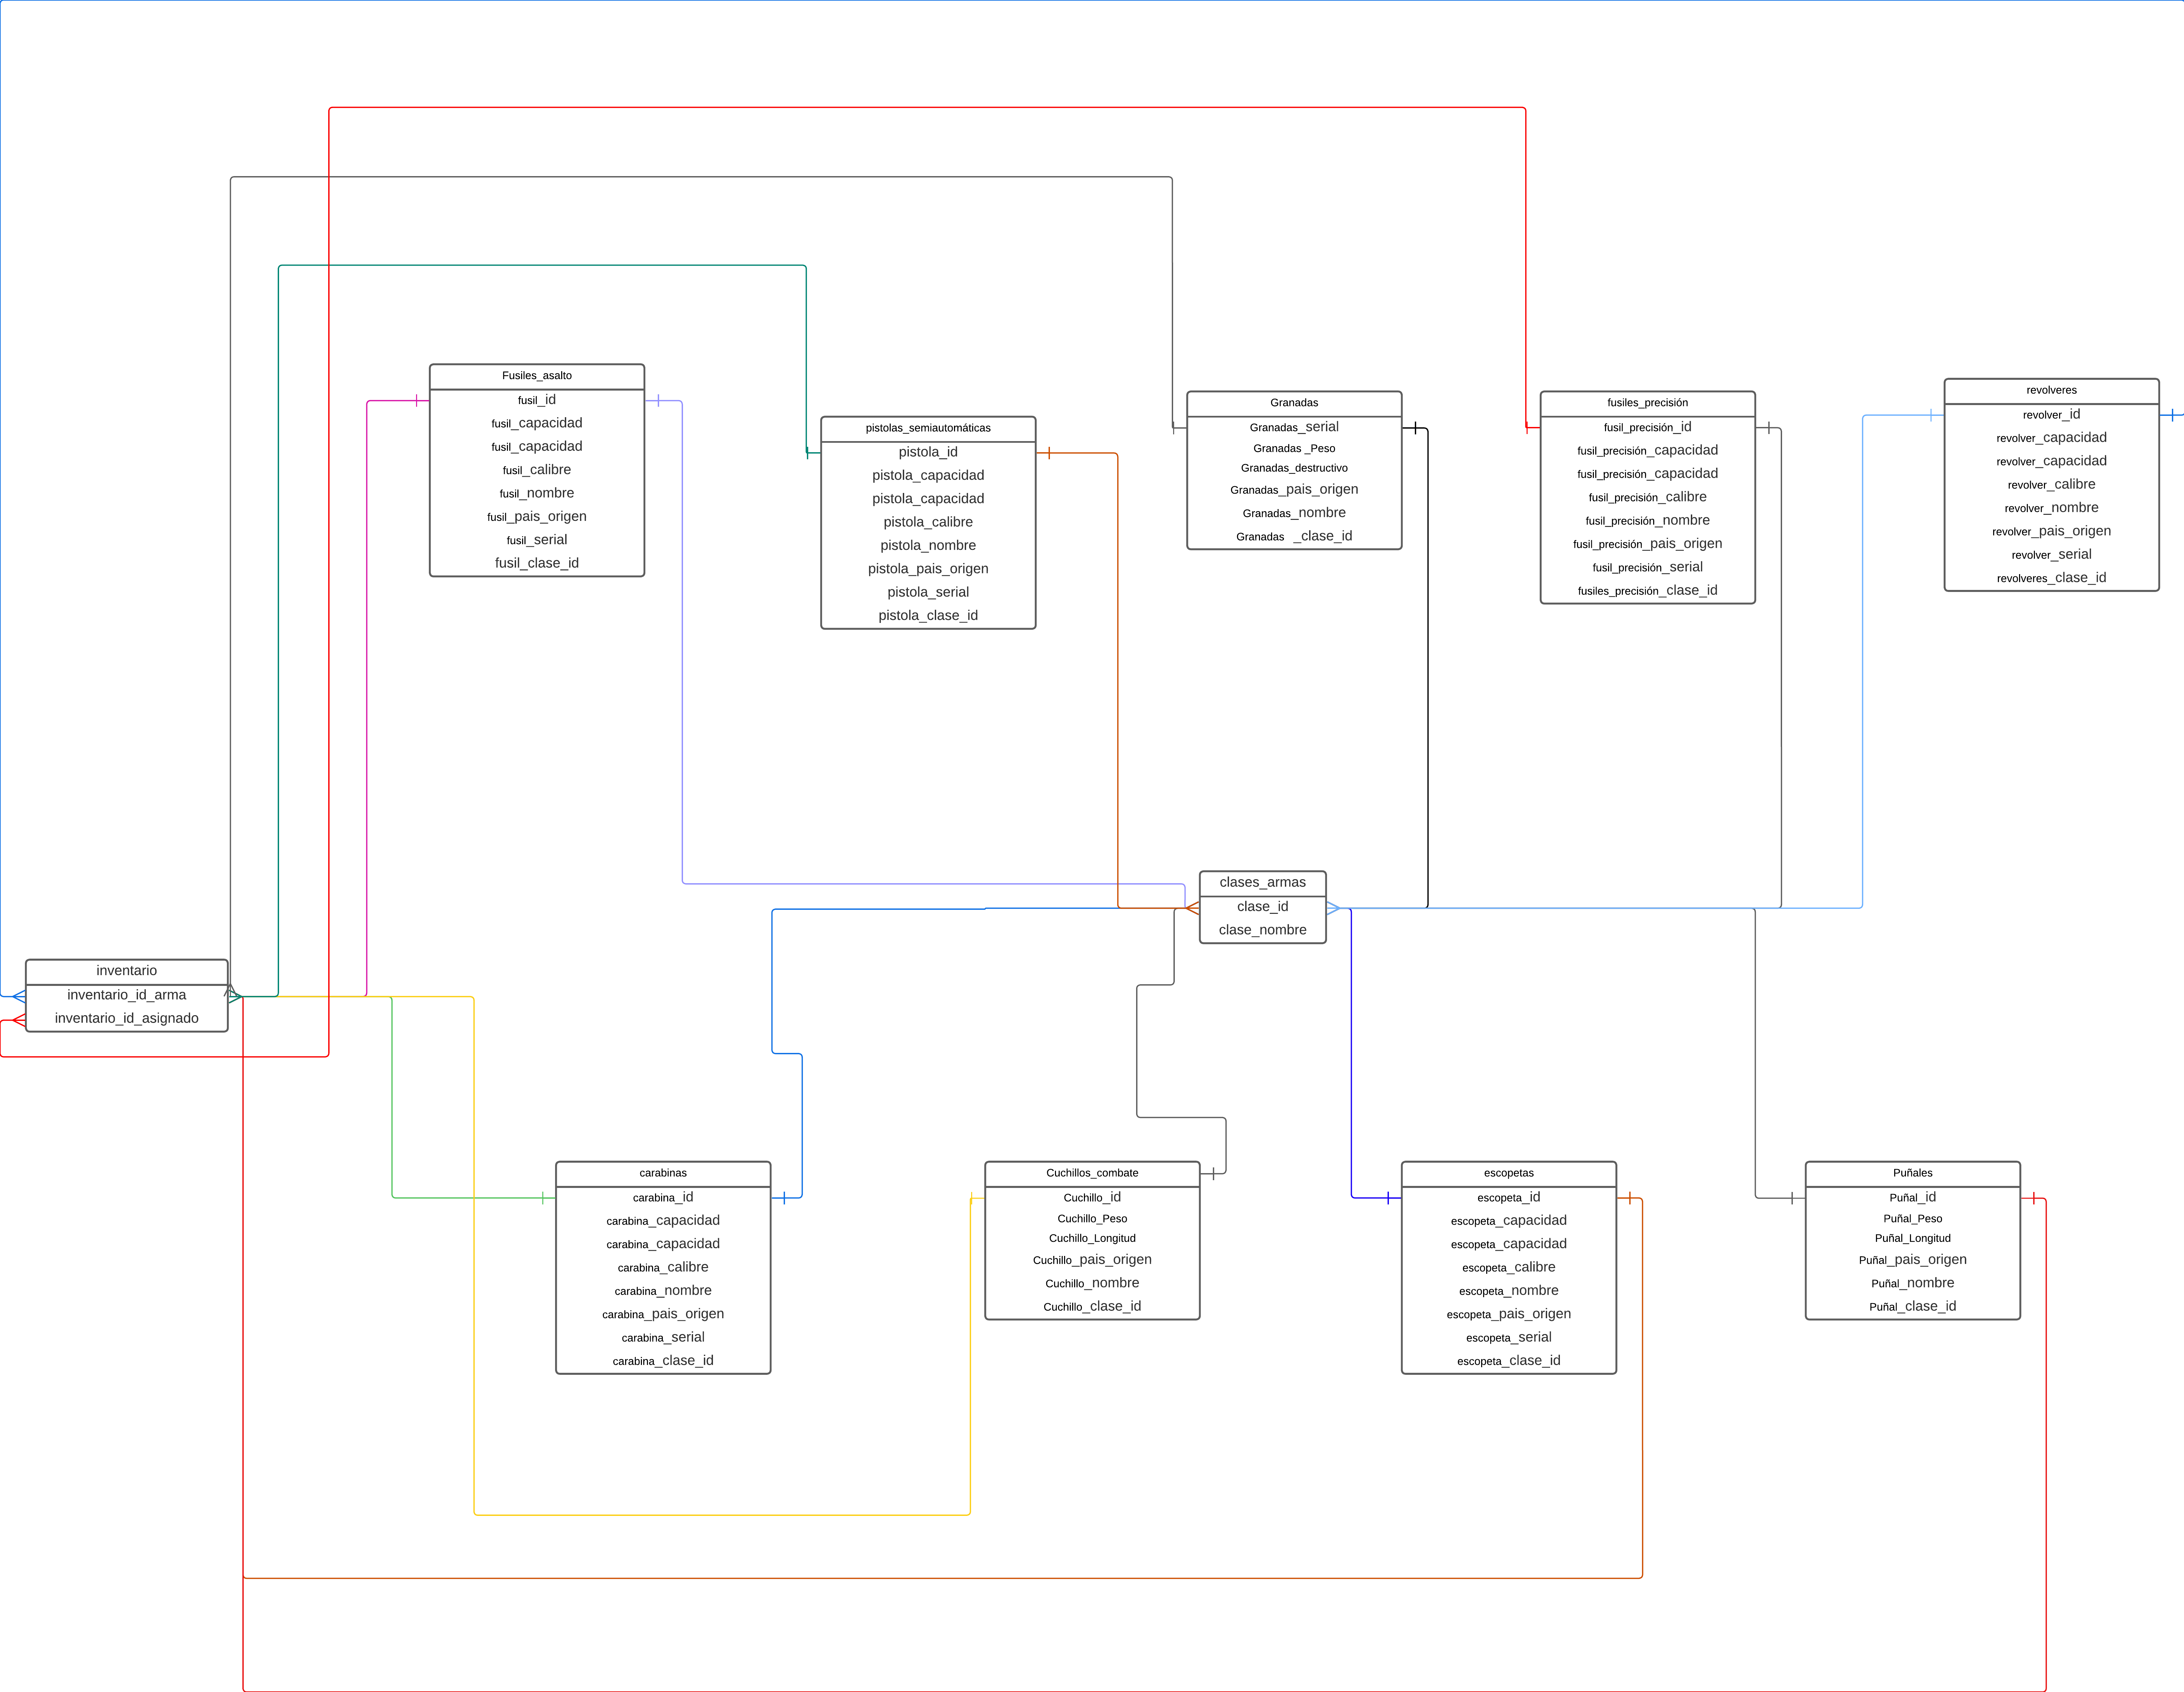 Fusiles_asalto
fusil_id
fusil_capacidad
fusil_capacidad
fusil_calibre
fusil_nombre
fusil_pais_origen
fusil_serial
fusil_clase_id
pistolas_semiautomáticas
pistola_id
pistola_capacidad
pistola_capacidad
pistola_calibre
pistola_nombre
pistola_pais_origen
pistola_serial
pistola_clase_id
Granadas
Granadas_serial
Granadas _Peso
Granadas_destructivo
Granadas_pais_origen
Granadas_nombre
Granadas _clase_id
fusiles_precisión
fusil_precisión_id
fusil_precisión_capacidad
fusil_precisión_capacidad
fusil_precisión_calibre
fusil_precisión_nombre
fusil_precisión_pais_origen
fusil_precisión_serial
fusiles_precisión_clase_id
revolveres
revolver_id
revolver_capacidad
revolver_capacidad
revolver_calibre
revolver_nombre
revolver_pais_origen
revolver_serial
revolveres_clase_id
clases_armas
clase_id
clase_nombre
inventario
inventario_id_arma
inventario_id_asignado
carabinas
carabina_id
carabina_capacidad
carabina_capacidad
carabina_calibre
carabina_nombre
carabina_pais_origen
carabina_serial
carabina_clase_id
Cuchillos_combate
Cuchillo_id
Cuchillo_Peso
Cuchillo_Longitud
Cuchillo_pais_origen
Cuchillo_nombre
Cuchillo_clase_id
escopetas
escopeta_id
escopeta_capacidad
escopeta_capacidad
escopeta_calibre
escopeta_nombre
escopeta_pais_origen
escopeta_serial
escopeta_clase_id
Puñales
Puñal_id
Puñal_Peso
Puñal_Longitud
Puñal_pais_origen
Puñal_nombre
Puñal_clase_id